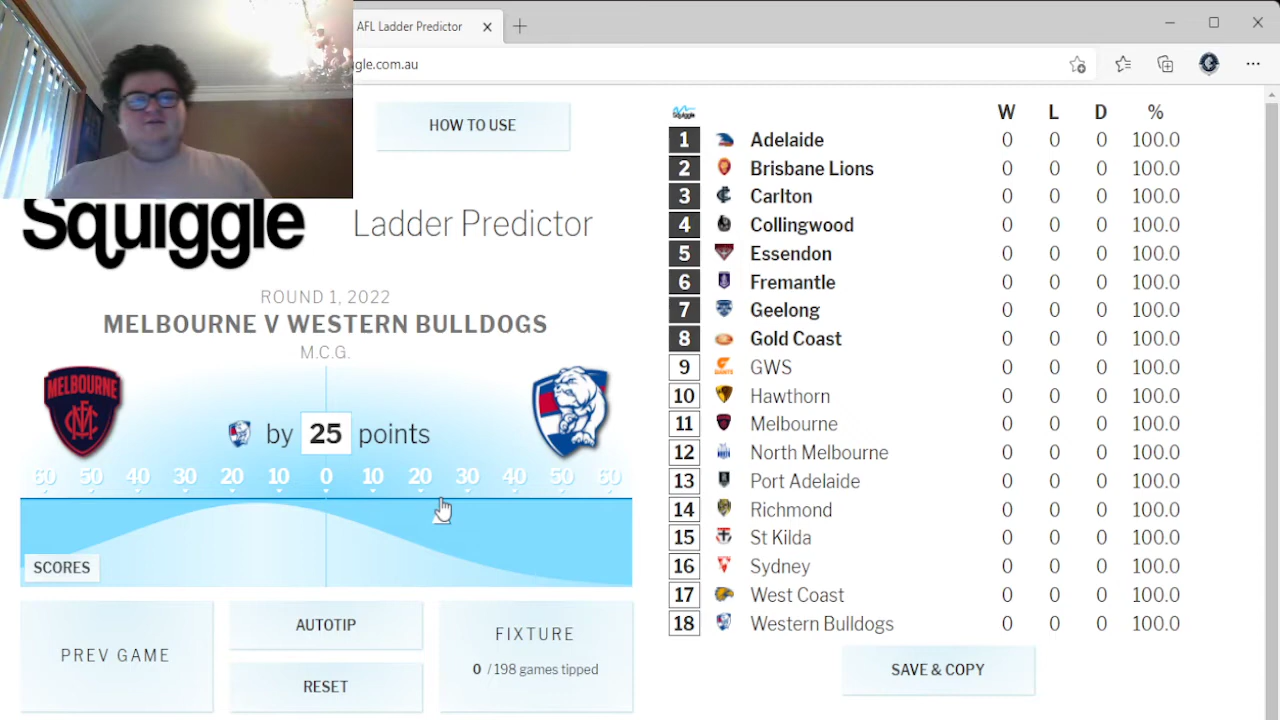 AFL Ladder Predictor
ggle.com.au
HOW TO USE
Squiggle
Ladder Predictor
ROUND 1, 2022
MELBOURNE V WESTERN BULLDOGS
M.C.G.
MELBOURNE
by 25 points
60 50 40 30 20 10 0 10 20 30 40 50 60
SCORES
PREV GAME
AUTOTIP
RESET
FIXTURE
0 / 198 games tipped
Squiggle W L D %
1 Adelaide 0 0 0 100.0
2 Brisbane Lions 0 0 0 100.0
3 Carlton 0 0 0 100.0
4 Collingwood 0 0 0 100.0
5 Essendon 0 0 0 100.0
6 Fremantle 0 0 0 100.0
7 Geelong 0 0 0 100.0
8 Gold Coast 0 0 0 100.0
9 GWS 0 0 0 100.0
10 Hawthorn 0 0 0 100.0
11 Melbourne 0 0 0 100.0
12 North Melbourne 0 0 0 100.0
13 Port Adelaide 0 0 0 100.0
14 Richmond 0 0 0 100.0
15 St Kilda 0 0 0 100.0
16 Sydney 0 0 0 100.0
17 West Coast 0 0 0 100.0
18 Western Bulldogs 0 0 0 100.0
SAVE & COPY